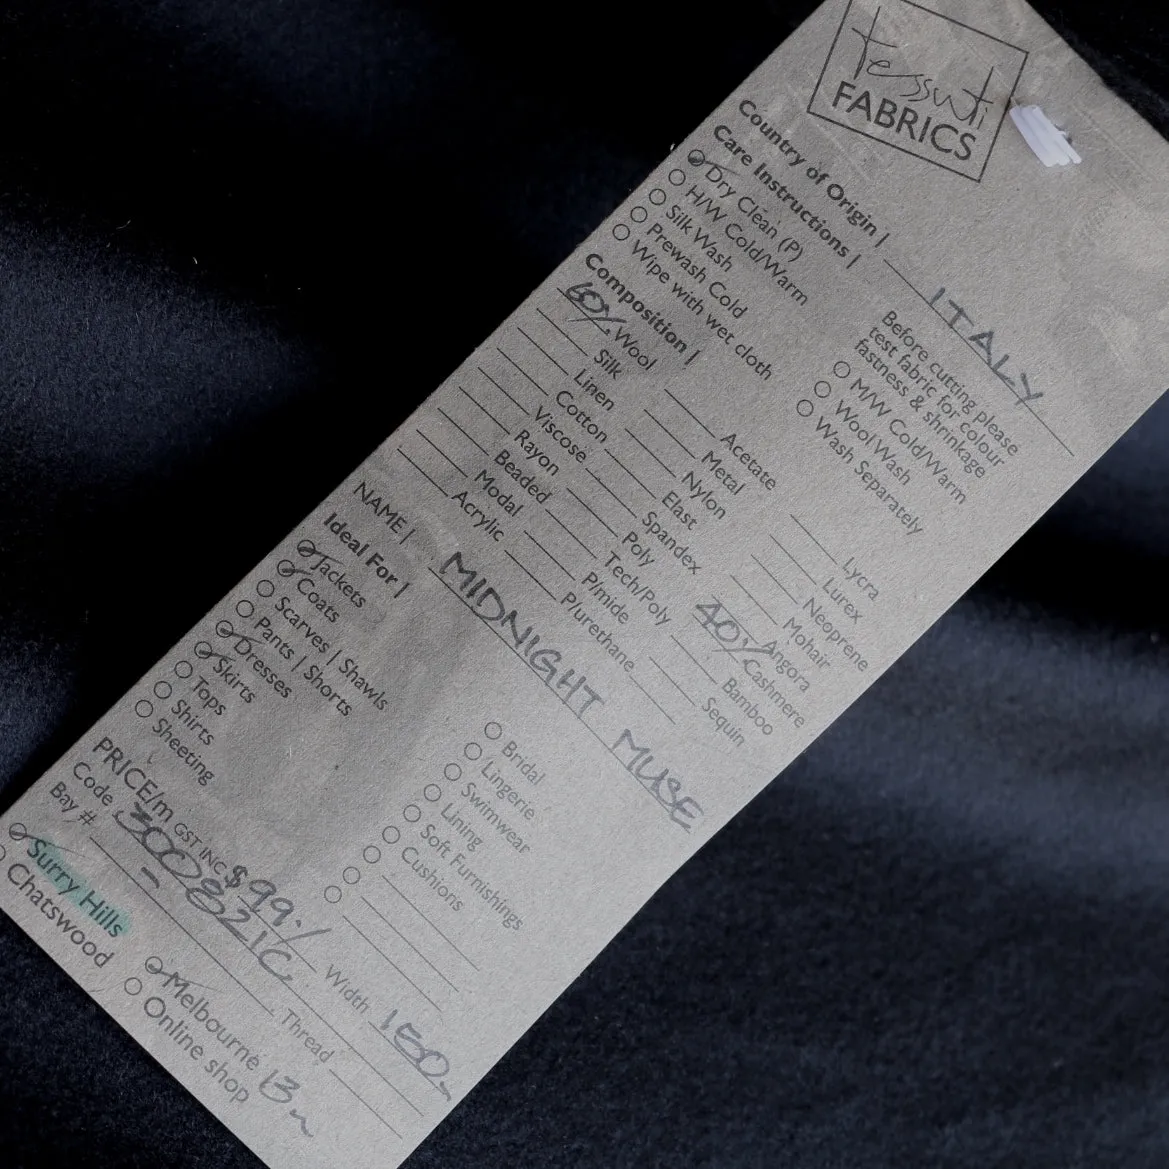 tessuti
FABRICS
Country of Origin | ITALY
Care Instructions |
Dry Clean (P)
H/W Cold/Warm
Silk Wash
Prewash Cold
Wipe with wet cloth
Before cutting please
test fabric for colour
fastness & shrinkage
M/W Cold/Warm
Wool Wash
Wash Separately
Composition |
60% Wool
Silk
Linen
Cotton
Viscose
Rayon
Beaded
Modal
Acrylic
Acetate
Metal
Nylon
Elast
Spandex
Poly
Tech/Poly
P/mide
P/urethane
Lycra
Lurex
Neoprene
Mohair
Angora
40% Cashmere
Bamboo
Sequin
NAME | MIDNIGHT MUSE
Ideal For |
Jackets
Coats
Scarves | Shawls
Pants | Shorts
Dresses
Skirts
Tops
Shirts
Sheeting
Bridal
Lingerie
Swimwear
Lining
Soft Furnishings
Cushions
PRICE/m GST INC $99./ Width 150
Code 300821C. Thread
Bay # -
Surry Hills
Chatswood
Melbourne 13m
Online shop